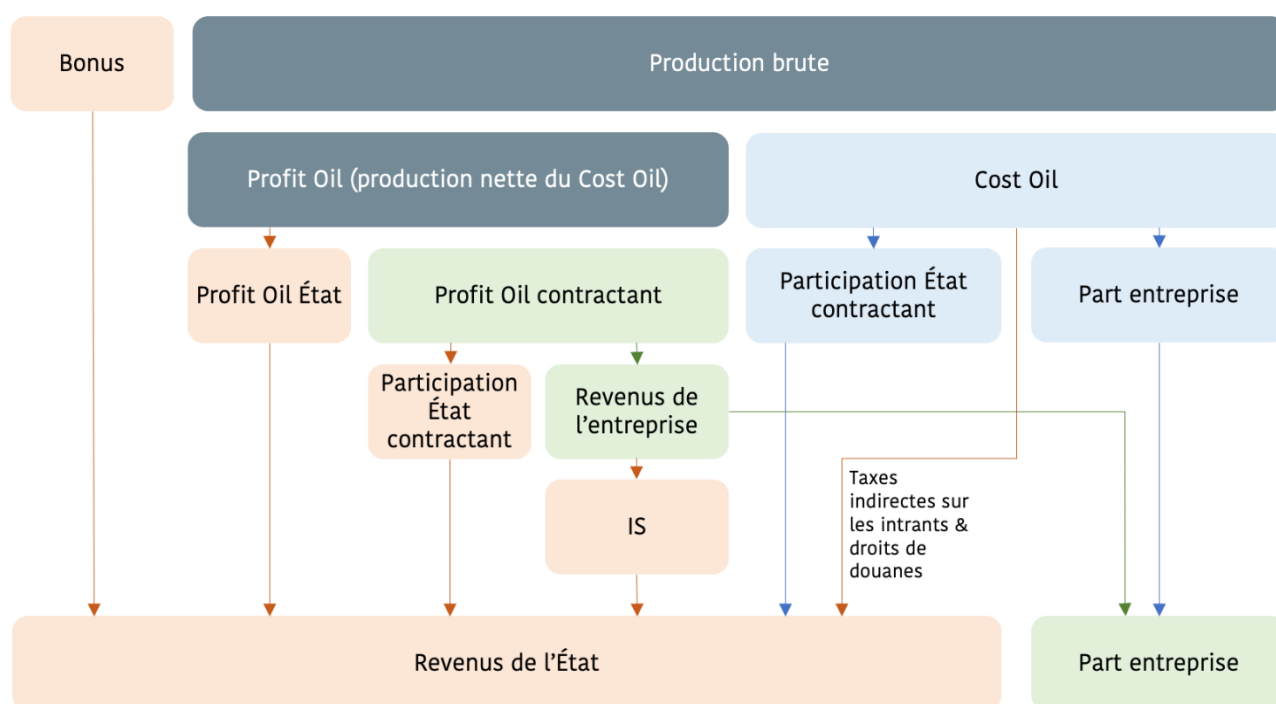 Bonus
Production brute
Profit Oil (production nette du Cost Oil)
Cost Oil
Profit Oil État
Profit Oil contractant
Participation État
contractant
Part entreprise
Participation
État
contractant
Revenus de
l’entreprise
IS
Taxes
indirectes sur
les intrants &
droits de
douanes
Revenus de l’État
Part entreprise